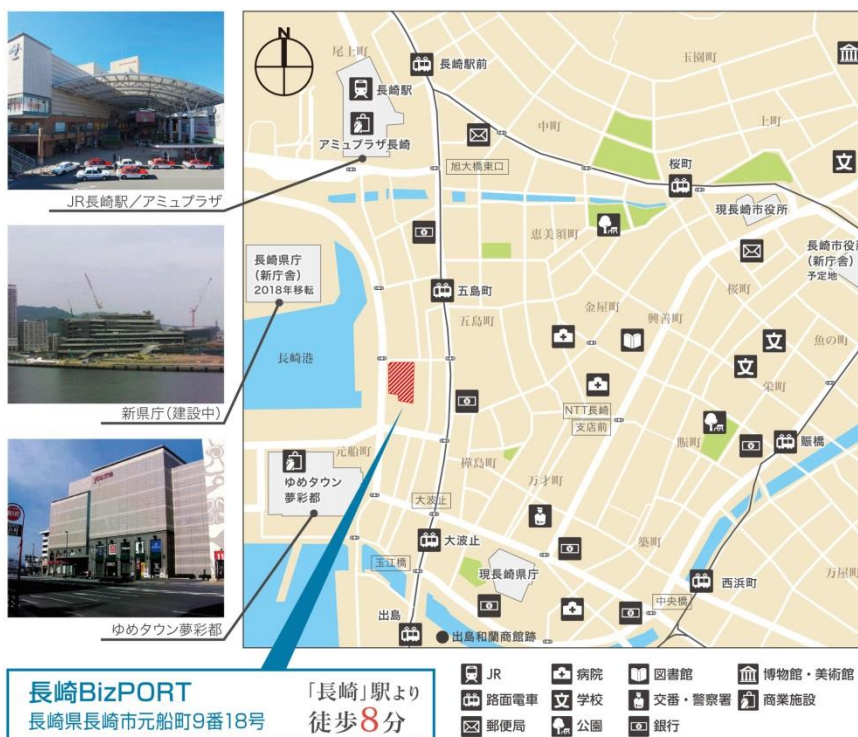 JR長崎駅／アミュプラザ
新県庁(建設中)
youme
ゆめタウン夢彩都
N
尾上町
長崎駅前
玉園町
長崎駅
アミュプラザ長崎
中町
上町
旭大橋東口
桜町
現長崎市役所
恵美須町
長崎県庁
(新庁舎)
2018年移転
長崎市役所
(新庁舎)
予定地
五島町
五島町
金屋町
興善町
桜町
魚の町
長崎港
栄町
NTT長崎
支店前
元船町
樺島町
賑町
賑橋
ゆめタウン
夢彩都
万才町
大波止
大波止
築町
玉江橋
現長崎県庁
西浜町
万屋町
中央橋
出島
出島和蘭商館跡
長崎BizPORT
長崎県長崎市元船町9番18号
「長崎」駅より
徒歩8分
JR
病院
図書館
博物館・美術館
路面電車
学校
交番・警察署
商業施設
郵便局
公園
銀行
文
文
文
文